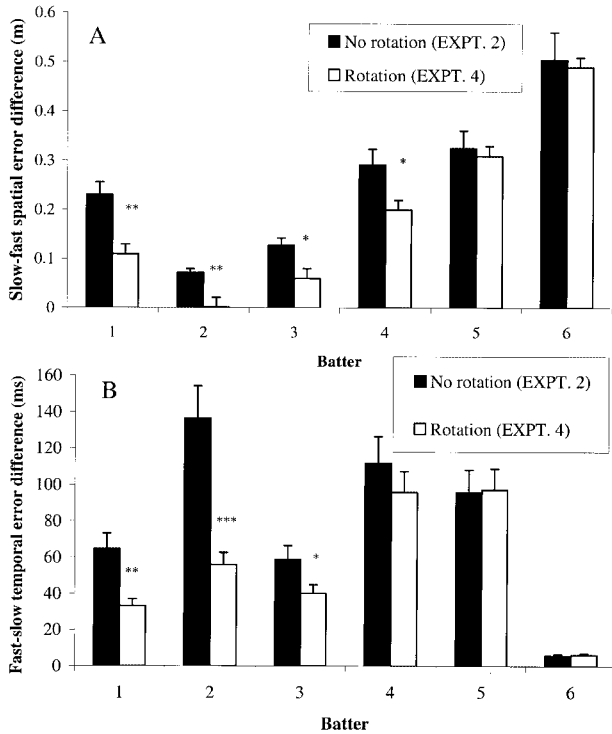 A
No rotation (EXPT. 2)
Rotation (EXPT. 4)
Slow-fast spatial error difference (m)
0.6
0.5
0.3
0.2
0.1
0
**
**
*
*
1 2 3 4 5 6
Batter
B
No rotation (EXPT. 2)
Rotation (EXPT. 4)
Fast-slow temporal error difference (ms)
160
140
120
100
80
60
40
20
0
**
***
*
1 2 3 4 5 6
Batter